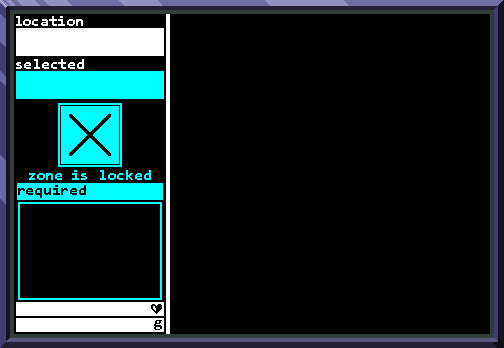 location
selected
zone is locked
required
g